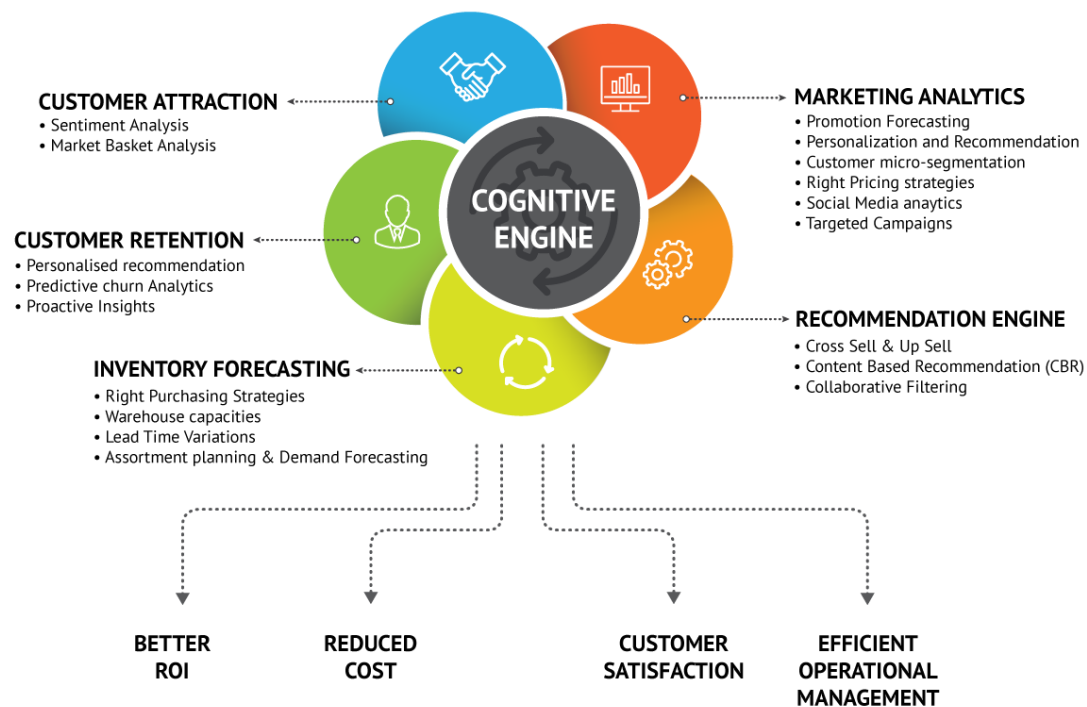 CUSTOMER ATTRACTION
• Sentiment Analysis
• Market Basket Analysis
MARKETING ANALYTICS
• Promotion Forecasting
• Personalization and Recommendation
• Customer micro-segmentation
• Right Pricing strategies
• Social Media anaytics
• Targeted Campaigns
COGNITIVE
ENGINE
CUSTOMER RETENTION
• Personalised recommendation
• Predictive churn Analytics
• Proactive Insights
RECOMMENDATION ENGINE
• Cross Sell & Up Sell
• Content Based Recommendation (CBR)
• Collaborative Filtering
INVENTORY FORECASTING
• Right Purchasing Strategies
• Warehouse capacities
• Lead Time Variations
• Assortment planning & Demand Forecasting
BETTER
ROI
REDUCED
COST
CUSTOMER
SATISFACTION
EFFICIENT
OPERATIONAL
MANAGEMENT